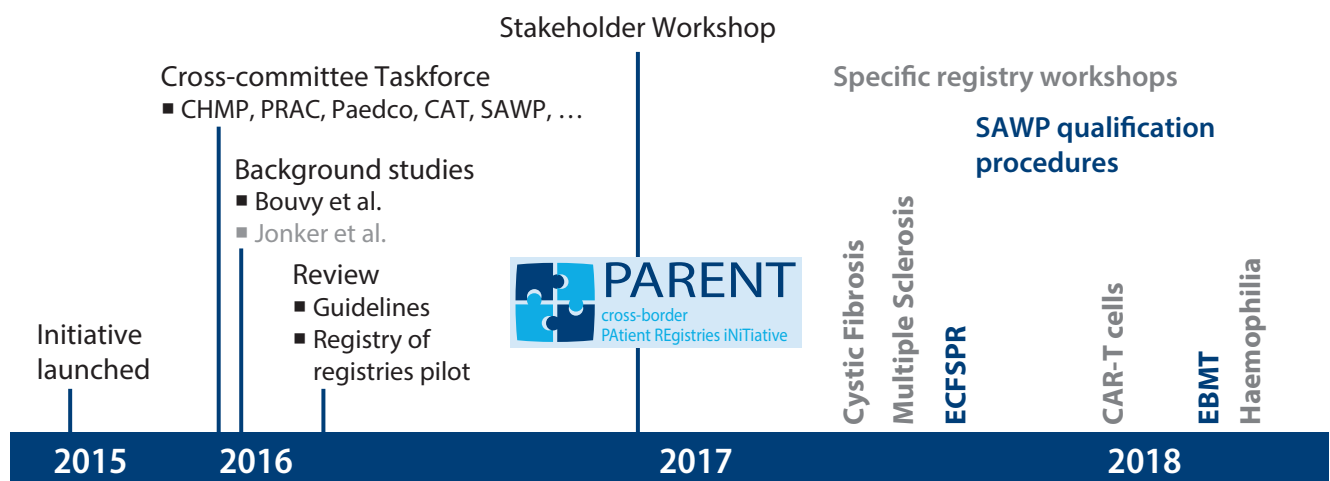 Stakeholder Workshop
Cross-committee Taskforce
■ CHMP, PRAC, Paedco, CAT, SAWP, …
Background studies
■ Bouvy et al.
■ Jonker et al.
Review
■ Guidelines
■ Registry of
registries pilot
Initiative
launched
PARENT
cross-border
PAtient REgistries iNiTiative
Specific registry workshops
SAWP qualification
procedures
Cystic Fibrosis
Multiple Sclerosis
ECFSPR
CAR-T cells
EBMT
Haemophilia
2015
2016
2017
2018